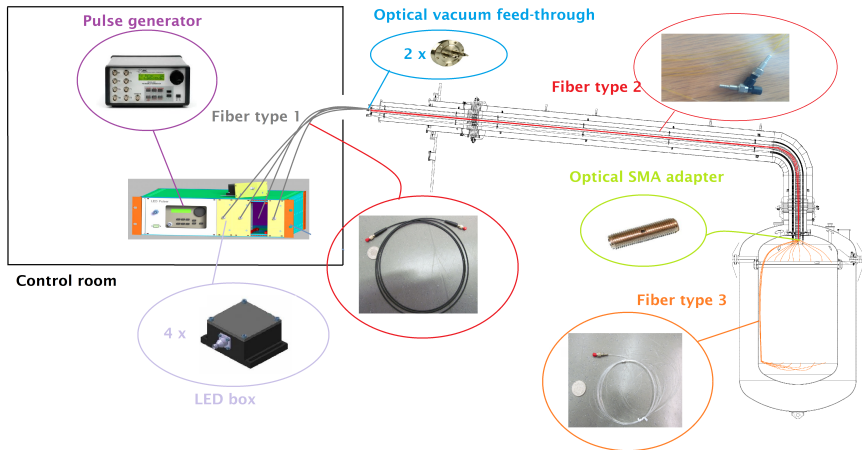 Pulse generator
Optical vacuum feed-through
2 x
Fiber type 1
Fiber type 2
Optical SMA adapter
Control room
4 x
LED box
Fiber type 3